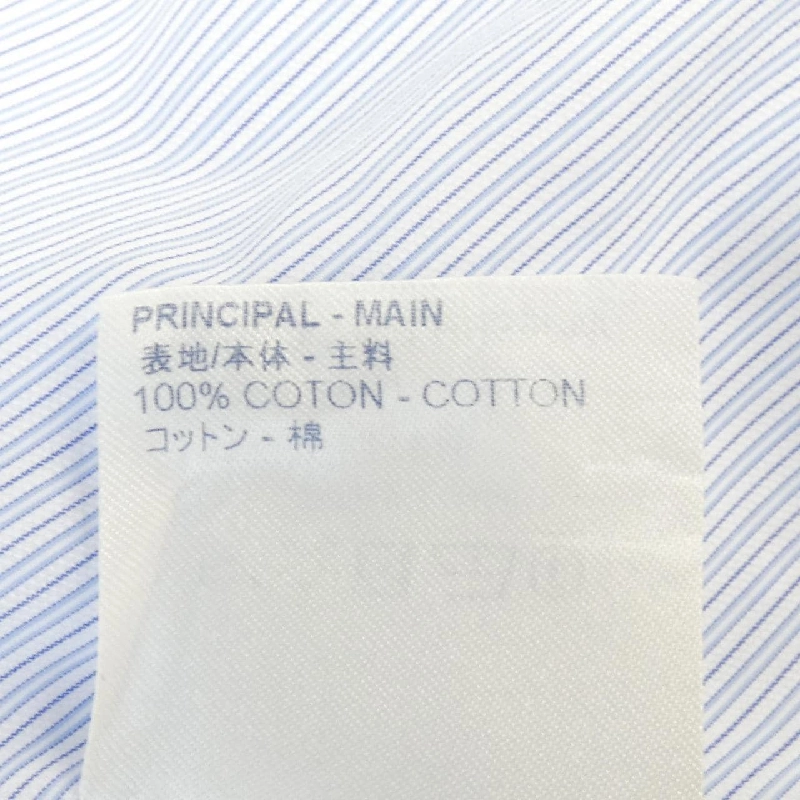 PRINCIPAL - MAIN
表地/本体 - 主料
100% COTON - COTTON
コットン - 棉